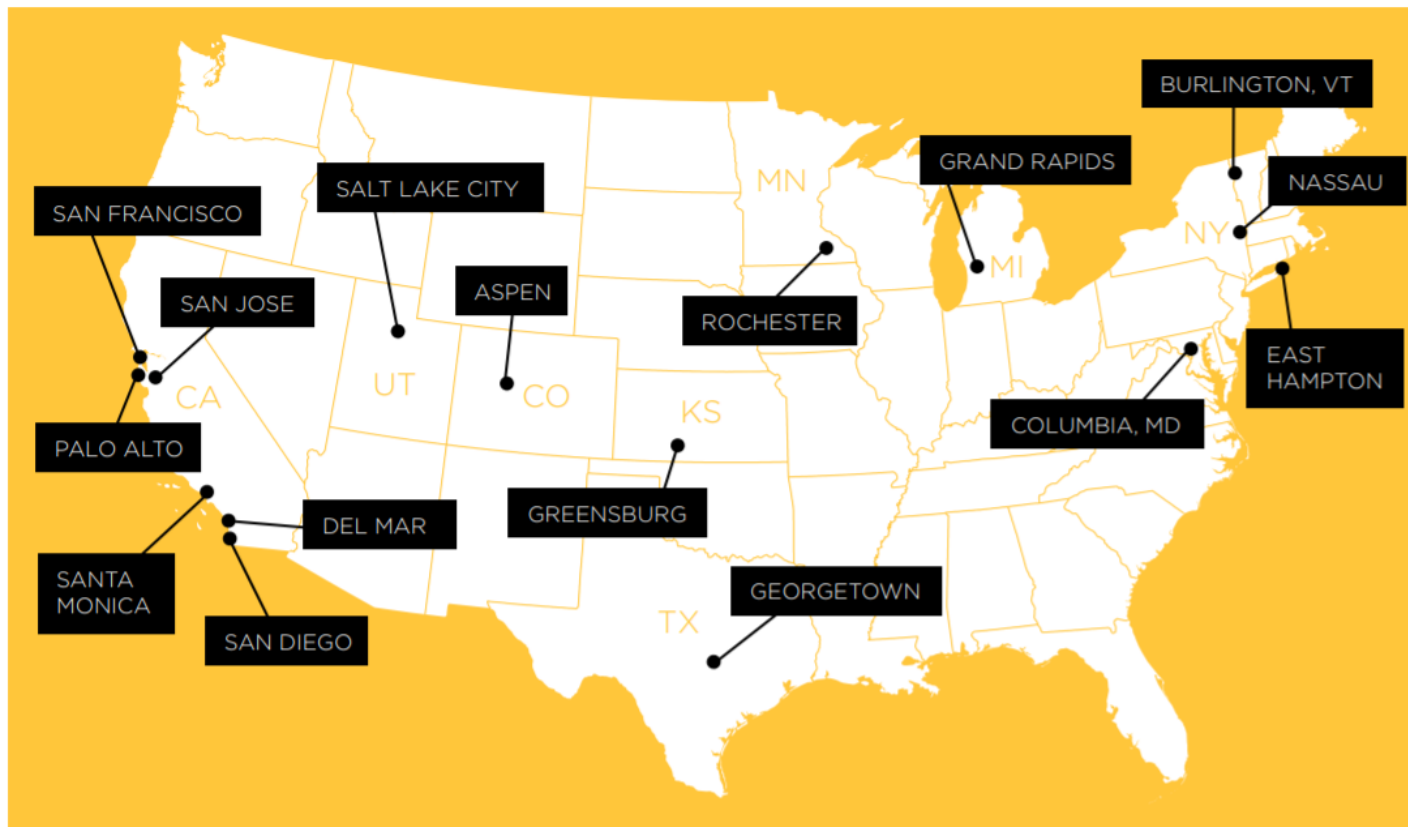 BURLINGTON, VT
GRAND RAPIDS
NASSAU
MN
SALT LAKE CITY
SAN FRANCISCO
NY
MI
ASPEN
SAN JOSE
ROCHESTER
EAST
HAMPTON
UT
CO
CA
KS
COLUMBIA, MD
PALO ALTO
GREENSBURG
DEL MAR
SANTA
MONICA
GEORGETOWN
TX
SAN DIEGO